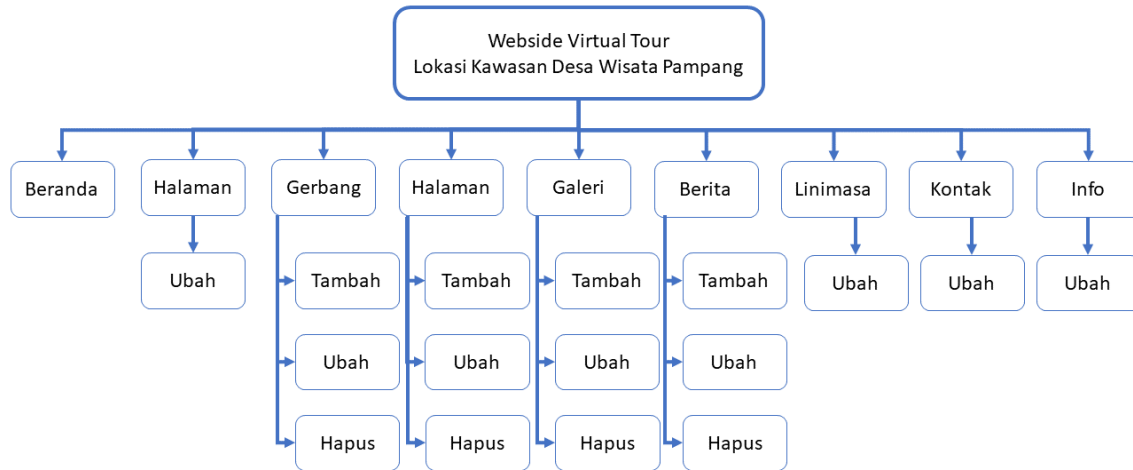 Webside Virtual Tour
Lokasi Kawasan Desa Wisata Pampang
Beranda
Halaman
Gerbang
Halaman
Galeri
Berita
Linimasa
Kontak
Info
Ubah
Tambah
Tambah
Tambah
Tambah
Ubah
Ubah
Ubah
Ubah
Ubah
Ubah
Ubah
Hapus
Hapus
Hapus
Hapus